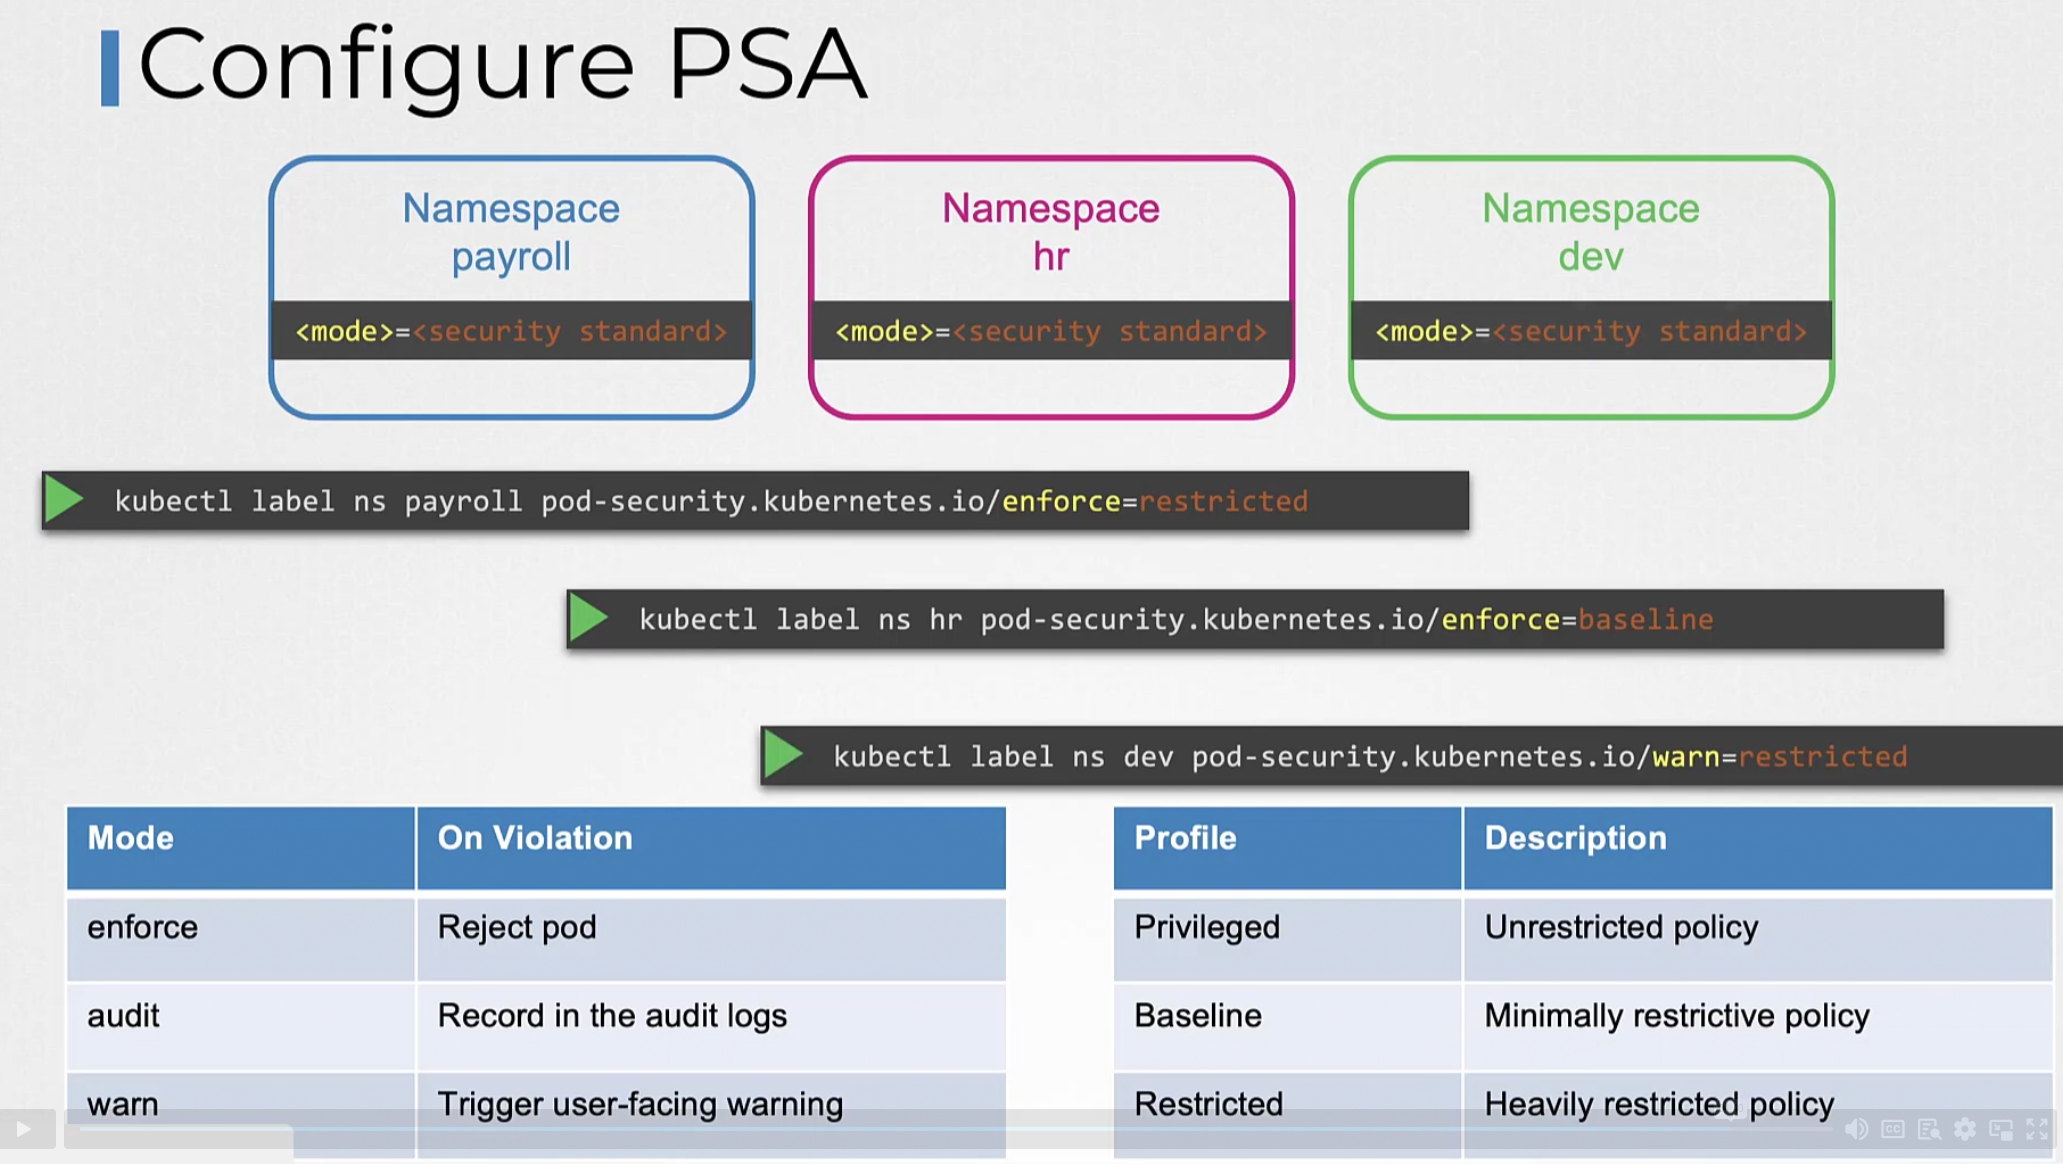 Configure PSA
Namespace
payroll
<mode>=<security standard>
Namespace
hr
<mode>=<security standard>
Namespace
dev
<mode>=<security standard>
kubectl label ns payroll pod-security.kubernetes.io/enforce=restricted
kubectl label ns hr pod-security.kubernetes.io/enforce=baseline
kubectl label ns dev pod-security.kubernetes.io/warn=restricted
Mode On Violation
enforce Reject pod
audit Record in the audit logs
warn Trigger user-facing warning
Profile Description
Privileged Unrestricted policy
Baseline Minimally restrictive policy
Restricted Heavily restricted policy
CC